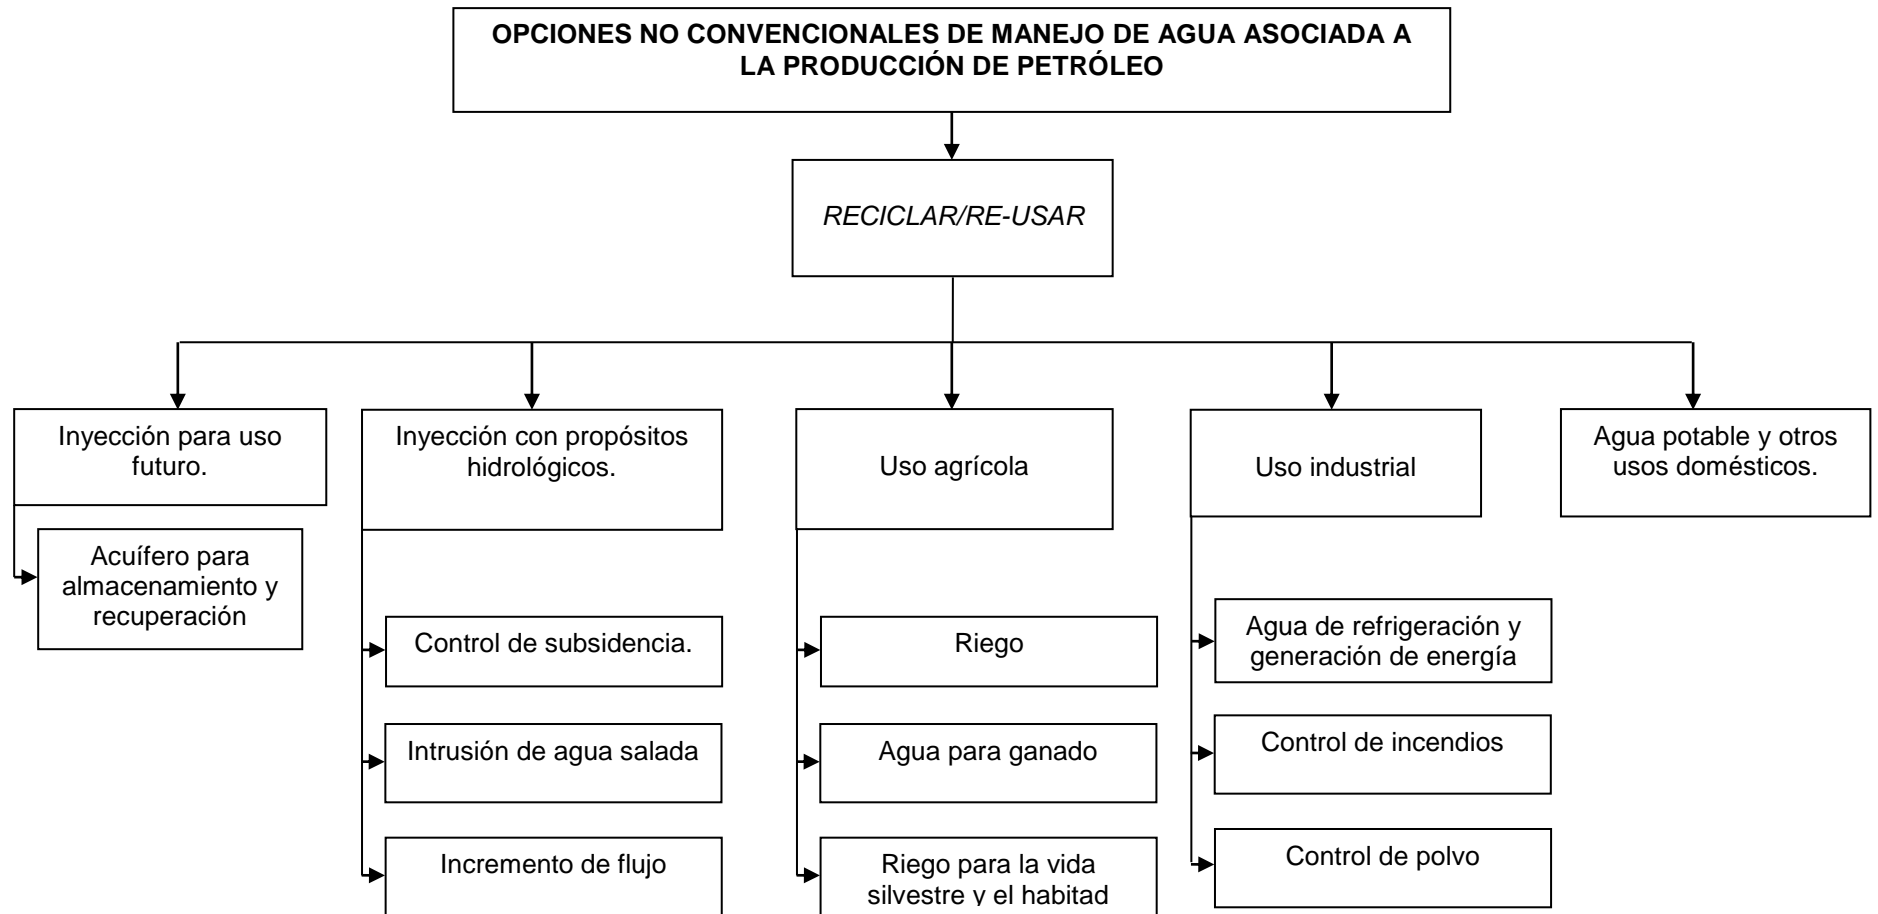 OPCIONES NO CONVENCIONALES DE MANEJO DE AGUA ASOCIADA A
LA PRODUCCIÓN DE PETRÓLEO
RECICLAR/RE-USAR
Inyección para uso
futuro.
Acuífero para
almacenamiento y
recuperación
Inyección con propósitos
hidrológicos.
Control de subsidencia.
Intrusión de agua salada
Incremento de flujo
Uso agrícola
Riego
Agua para ganado
Riego para la vida
silvestre y el habitad
Uso industrial
Agua de refrigeración y
generación de energía
Control de incendios
Control de polvo
Agua potable y otros
usos domésticos.